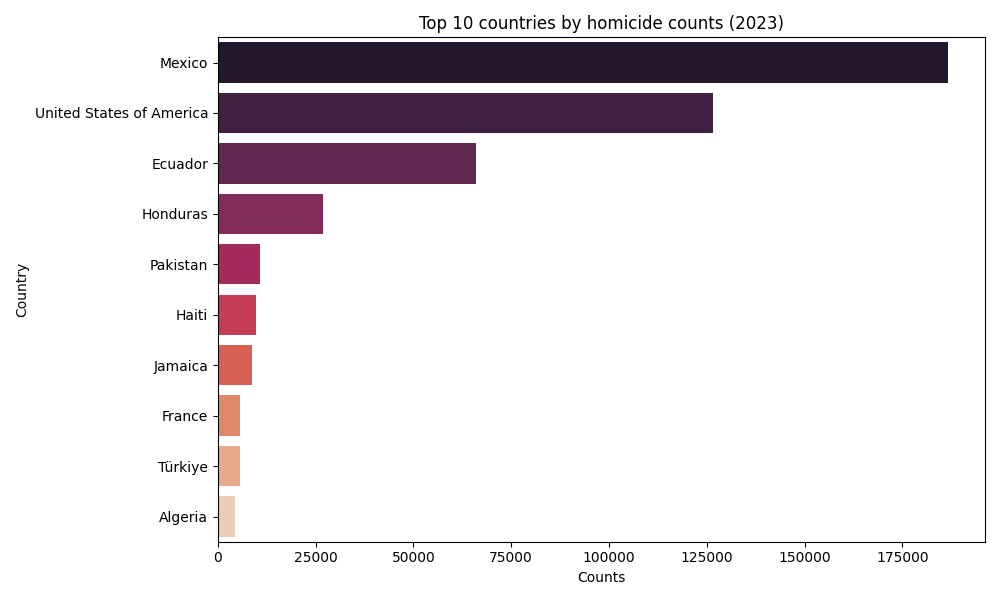 Top 10 countries by homicide counts (2023)
Country
Mexico
United States of America
Ecuador
Honduras
Pakistan
Haiti
Jamaica
France
Türkiye
Algeria
0 25000 50000 75000 100000 125000 150000 175000
Counts